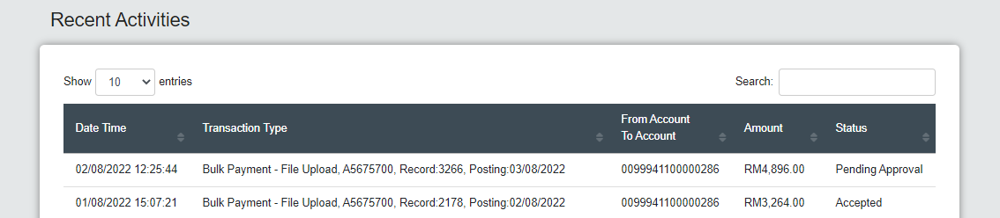 Recent Activities
Show 10 entries
Search:
Date Time Transaction Type From Account To Account Amount Status
02/08/2022 12:25:44 Bulk Payment - File Upload, A5675700, Record:3266, Posting:03/08/2022 0099941100000286 RM4,896.00 Pending Approval
01/08/2022 15:07:21 Bulk Payment - File Upload, A5675700, Record:2178, Posting:02/08/2022 0099941100000286 RM3,264.00 Accepted